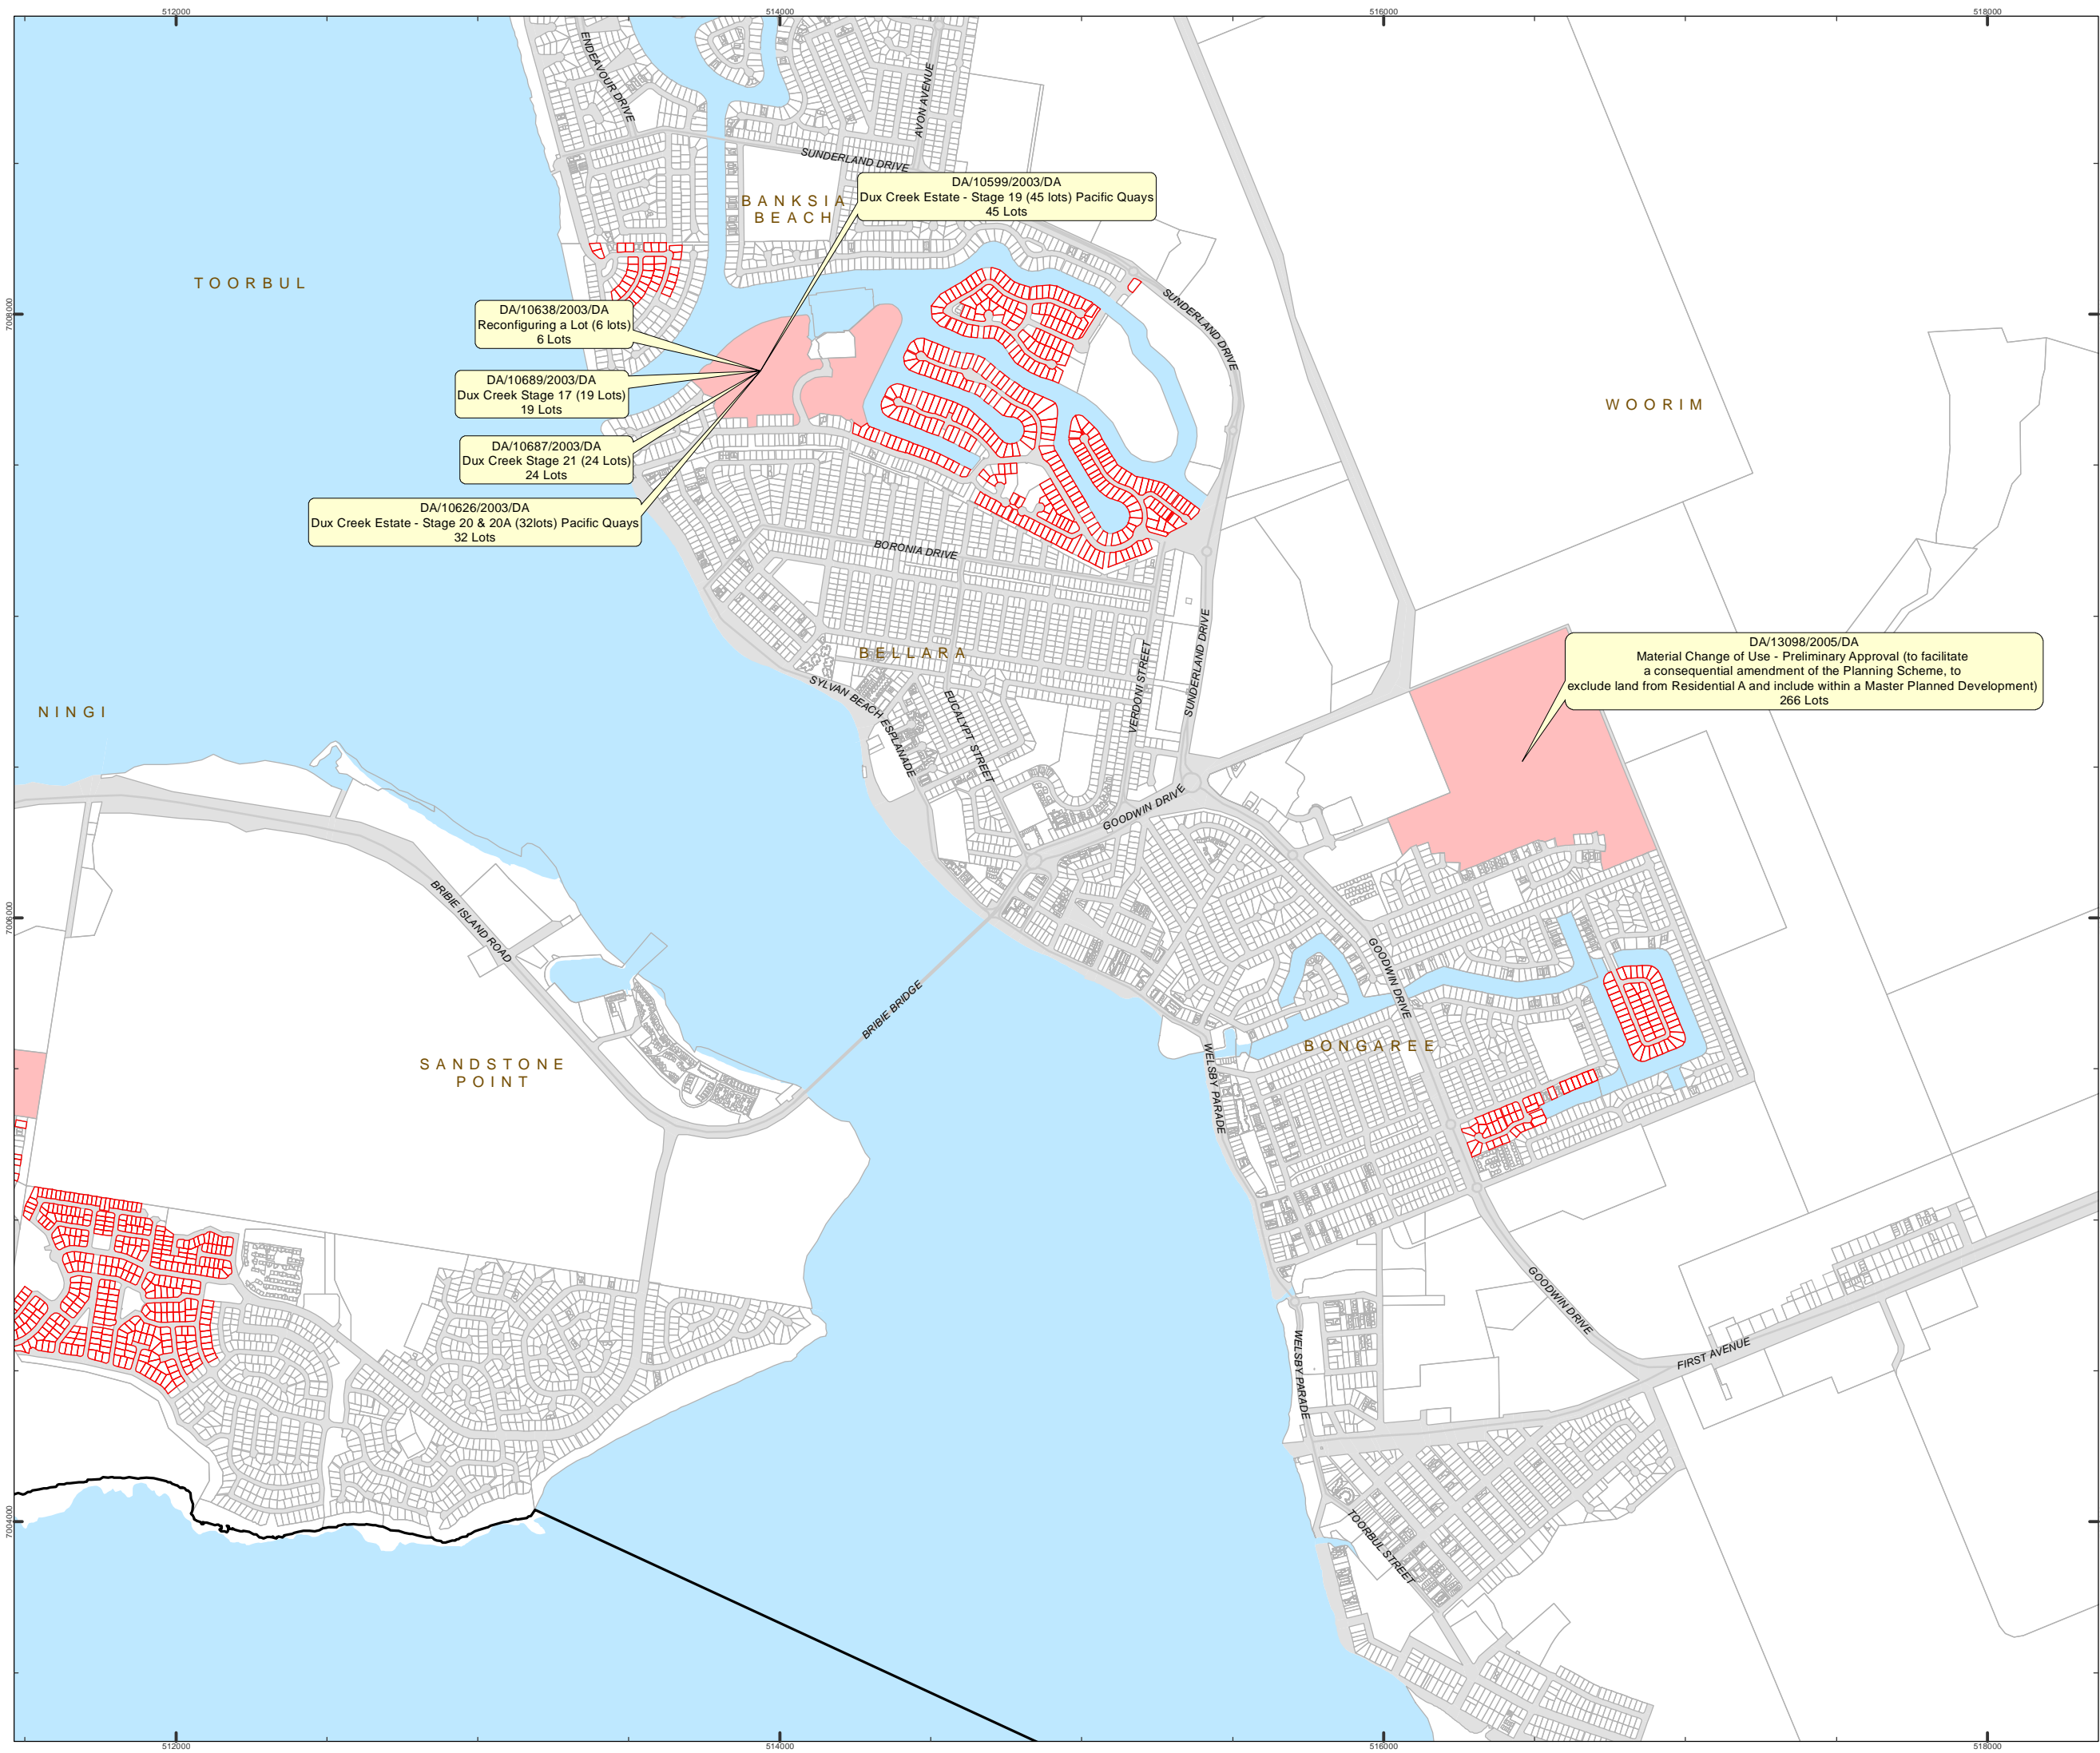 512000
514000
516000
518000
ENDEAVOUR DRIVE
AVON AVENUE
SUNDERLAND DRIVE
BANKSIA
BEACH
DA/10599/2003/DA
Dux Creek Estate - Stage 19 (45 lots) Pacific Quays
45 Lots
TOORBUL
7008000
DA/10638/2003/DA
Reconfiguring a Lot (6 lots)
6 Lots
SUNDERLAND DRIVE
DA/10689/2003/DA
Dux Creek Stage 17 (19 Lots)
19 Lots
WOORIM
DA/10687/2003/DA
Dux Creek Stage 21 (24 Lots)
24 Lots
DA/10626/2003/DA
Dux Creek Estate - Stage 20 & 20A (32lots) Pacific Quays
32 Lots
BORONIA DRIVE
BELLARA
SUNDERLAND DRIVE
VERDONI STREET
DA/13098/2005/DA
Material Change of Use - Preliminary Approval (to facilitate
a consequential amendment of the Planning Scheme, to
exclude land from Residential A and include within a Master Planned Development)
266 Lots
SYLVAN BEACH ESPLANADE
EUCALYPT STREET
NINGI
GOODWIN DRIVE
7006000
BRIBIE ISLAND ROAD
BRIBIE BRIDGE
GOODWIN DRIVE
SANDSTONE
POINT
BONGAREE
WELSBY PARADE
GOODWIN DRIVE
FIRST AVENUE
WELSBY PARADE
7004000
TOORBUL STREET
512000
514000
516000
518000